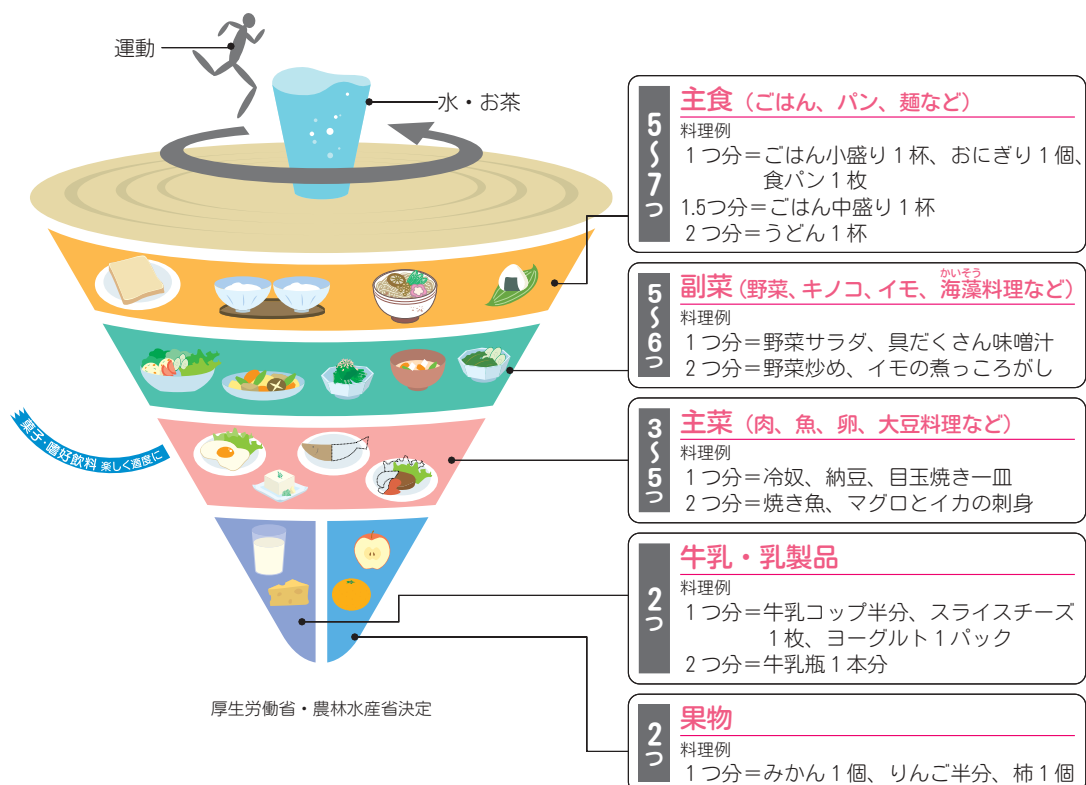 運動
水・お茶
菓子・嗜好飲料 楽しく適度に
厚生労働省・農林水産省決定
5〜7つ
主食(ごはん、パン、麺など)
料理例
1つ分=ごはん小盛り1杯、おにぎり1個、
食パン1枚
1.5つ分=ごはん中盛り1杯
2つ分=うどん1杯
5〜6つ
かいそう
副菜(野菜、キノコ、イモ、海藻料理など)
料理例
1つ分=野菜サラダ、具だくさん味噌汁
2つ分=野菜炒め、イモの煮っころがし
3〜5つ
主菜(肉、魚、卵、大豆料理など)
料理例
1つ分=冷奴、納豆、目玉焼き一皿
2つ分=焼き魚、マグロとイカの刺身
2つ
牛乳・乳製品
料理例
1つ分=牛乳コップ半分、スライスチーズ
1枚、ヨーグルト1パック
2つ分=牛乳瓶1本分
2つ
果物
料理例
1つ分=みかん1個、りんご半分、柿1個